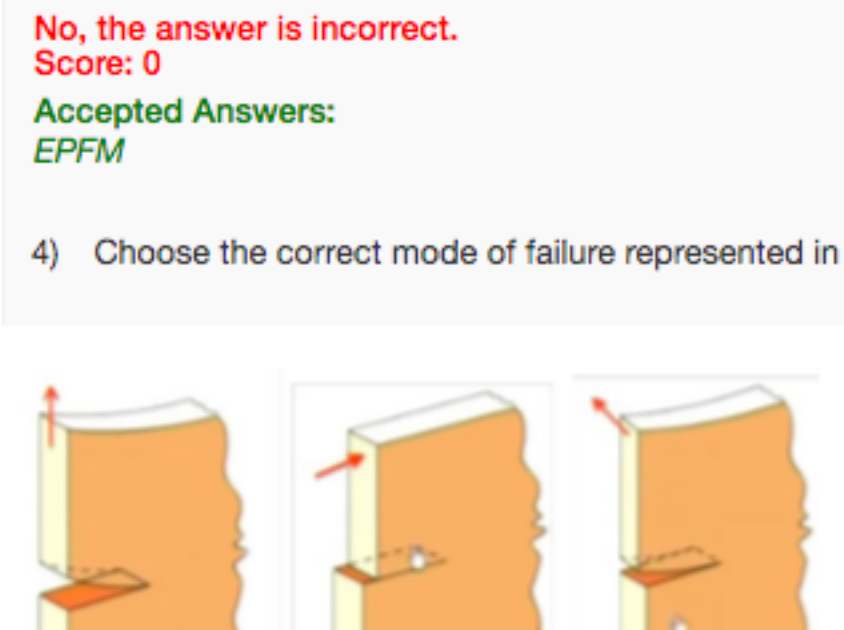 No, the answer is incorrect.
Score: 0
Accepted Answers:
EPFM
4) Choose the correct mode of failure represented in